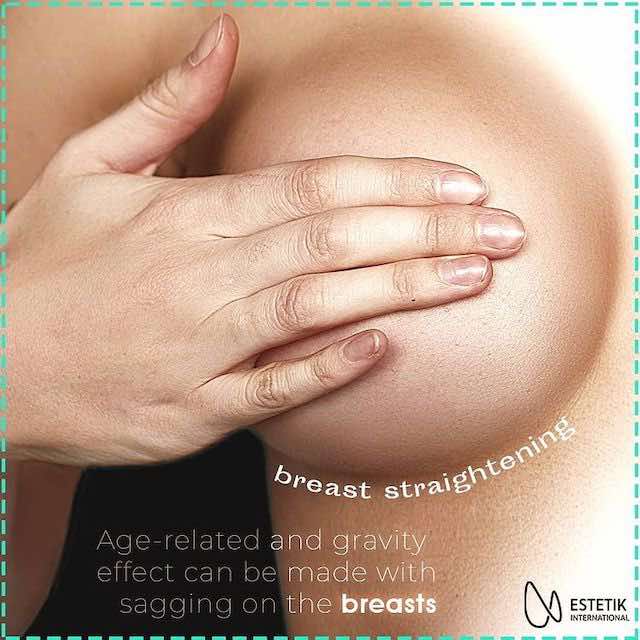 breast straightening
Age-related and gravity
effect can be made with
sagging on the breasts
ESTETIK
INTERNATIONAL